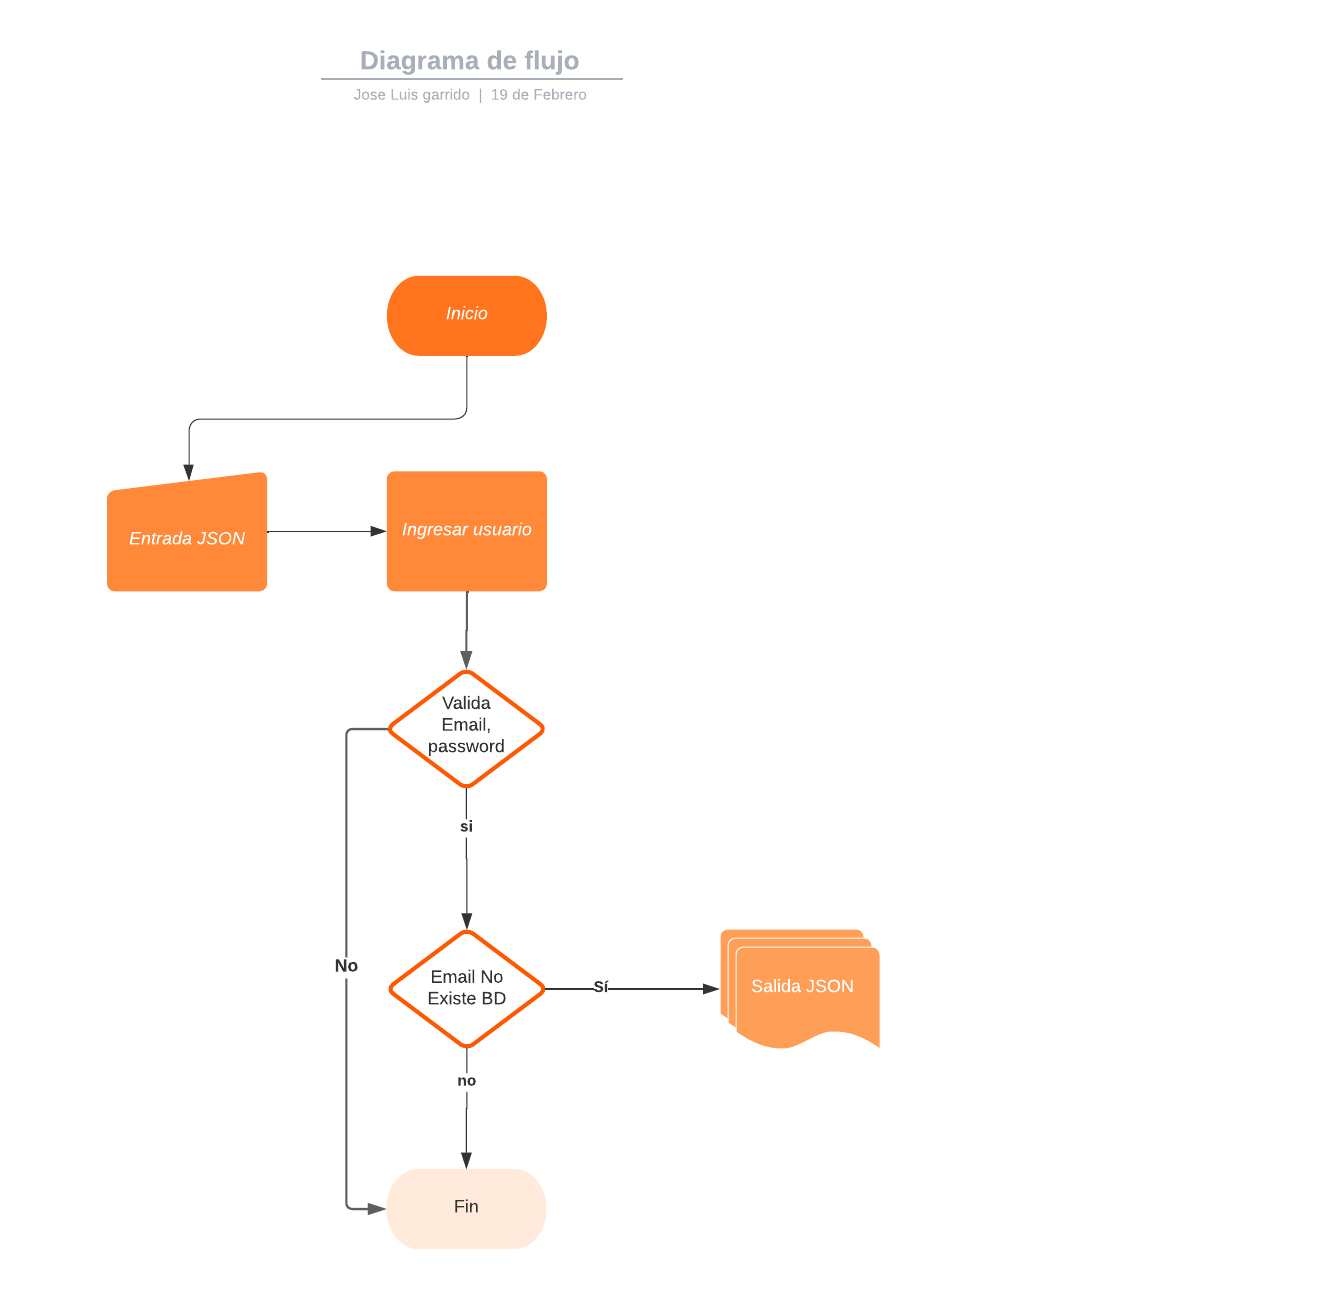 Diagrama de flujo
Jose Luis garrido | 19 de Febrero
Inicio
Entrada JSON
Ingresar usuario
Valida
Email,
password
si
No
Email No
Existe BD
Sí
Salida JSON
no
Fin